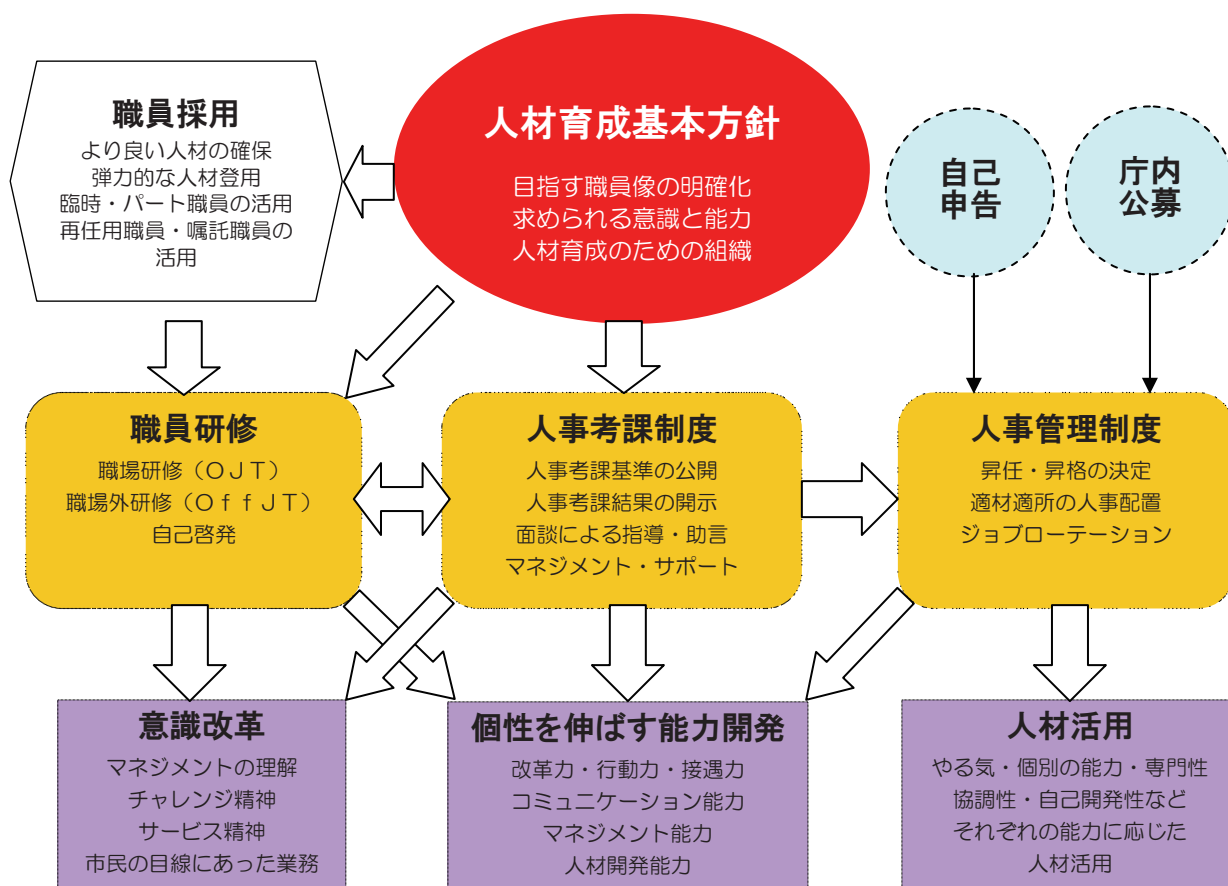 職員採用
より良い人材の確保
弾力的な人材登用
臨時・パート職員の活用
再任用職員・嘱託職員の
活用
人材育成基本方針
目指す職員像の明確化
求められる意識と能力
人材育成のための組織
自己
申告
庁内
公募
職員研修
職場研修（ＯＪＴ）
職場外研修（ＯｆｆＪＴ）
自己啓発
人事考課制度
人事考課基準の公開
人事考課結果の開示
面談による指導・助言
マネジメント・サポート
人事管理制度
昇任・昇格の決定
適材適所の人事配置
ジョブローテーション
意識改革
マネジメントの理解
チャレンジ精神
サービス精神
市民の目線にあった業務
個性を伸ばす能力開発
改革力・行動力・接遇力
コミュニケーション能力
マネジメント能力
人材開発能力
人材活用
やる気・個別の能力・専門性
協調性・自己開発性など
それぞれの能力に応じた
人材活用